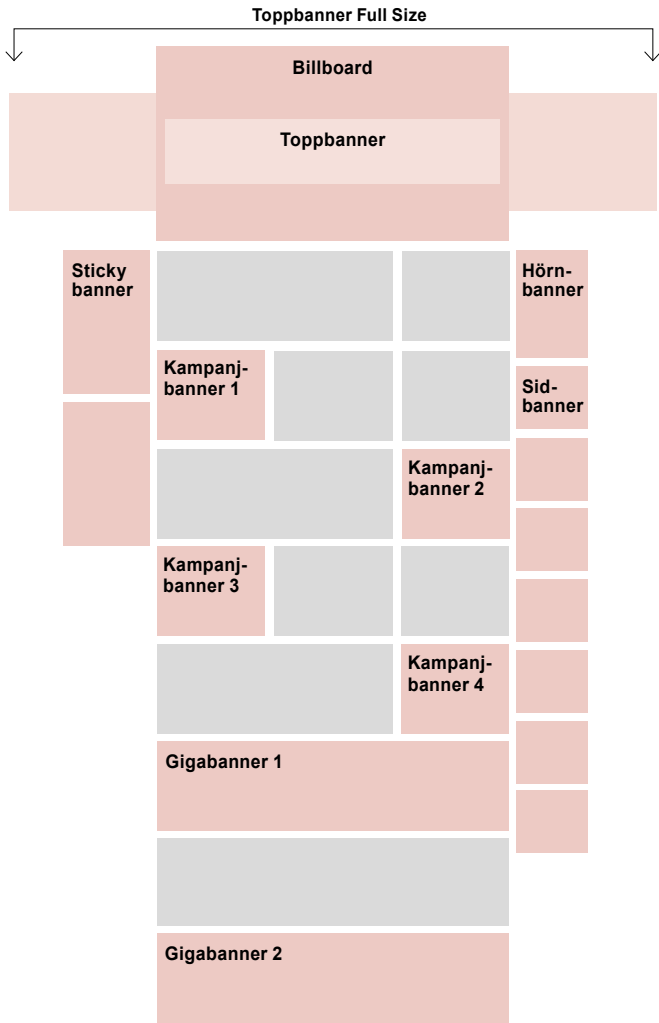 Toppbanner Full Size
Billboard
Toppbanner
Sticky
banner
Hörn-
banner
Kampanj-
banner 1
Sid-
banner
Kampanj-
banner 2
Kampanj-
banner 3
Kampanj-
banner 4
Gigabanner 1
Gigabanner 2